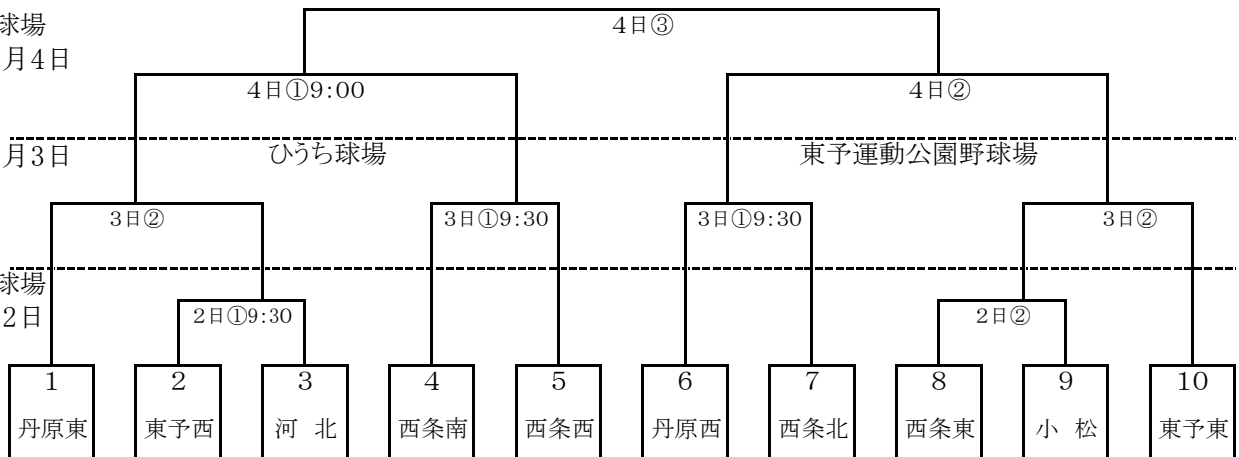 球場
4日③
月4日
4日①9:00
4日②
月3日
ひうち球場
東予運動公園野球場
3日②
3日①9:30
3日①9:30
3日②
球場
2日
2日①9:30
2日②
1 2 3 4 5 6 7 8 9 10
丹原東 東予西 河 北 西条南 西条西 丹原西 西条北 西条東 小 松 東予東